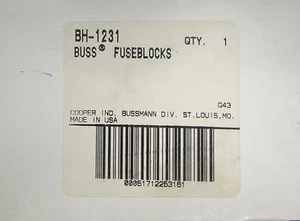 BH-1231 QTY. 1
BUSS® FUSEBLOCKS
G43
COOPER IND. BUSSMANN DIV. ST.LOUIS,MO.
MADE IN USA
00051712253161